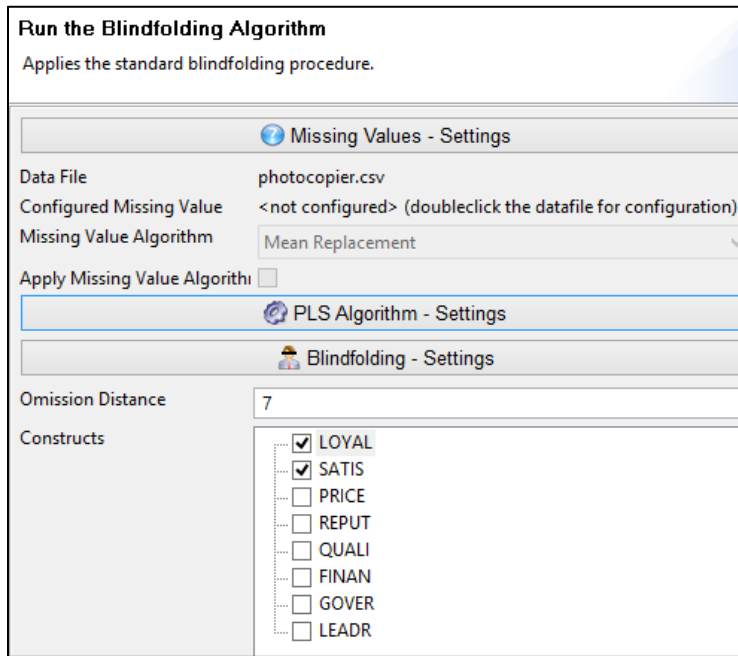 Run the Blindfolding Algorithm
Applies the standard blindfolding procedure.
Missing Values - Settings
Data File photocopier.csv
Configured Missing Value <not configured> (doubleclick the datafile for configuration)
Missing Value Algorithm Mean Replacement
Apply Missing Value Algorithı
PLS Algorithm - Settings
Blindfolding - Settings
Omission Distance 7
Constructs
LOYAL
SATIS
PRICE
REPUT
QUALI
FINAN
GOVER
LEADR